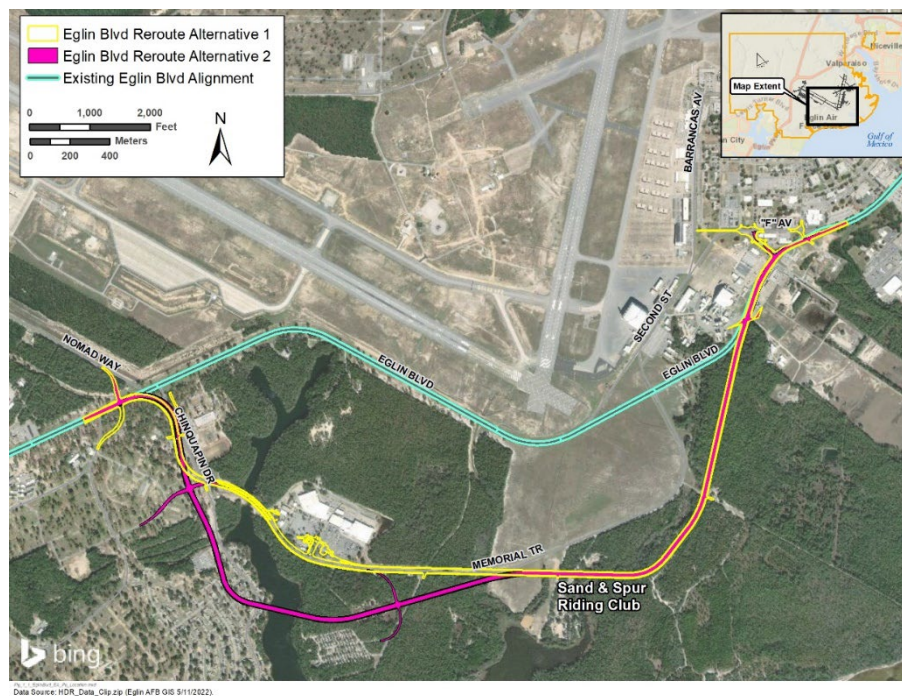 Eglin Blvd Reroute Alternative 1
Eglin Blvd Reroute Alternative 2
Existing Eglin Blvd Alignment
0 1,000 2,000
Feet
Meters
0 200 400
N
Map Extent
Niceville
Valparaiso
Eglin Air
Gulf of
Mexico
BARRANCAS AV
"F" AV
SECOND ST
EGLIN BLVD
EGLIN BLVD
NOMAD WAY
CHINQUAPIN DR
MEMORIAL TR
Sand & Spur
Riding Club
bing
Data Source: HDR_Data_Clip.zip (Eglin AFB GIS 5/11/2022).